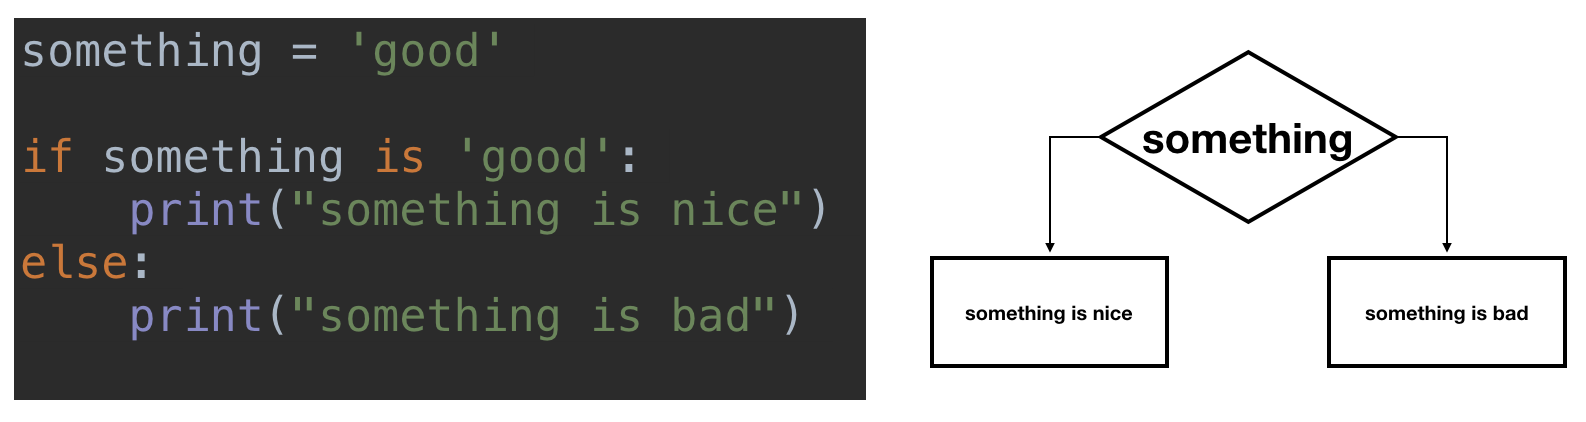 something = 'good'
if something is 'good':
    print("something is nice")
else:
    print("something is bad")
something
something is nice
something is bad